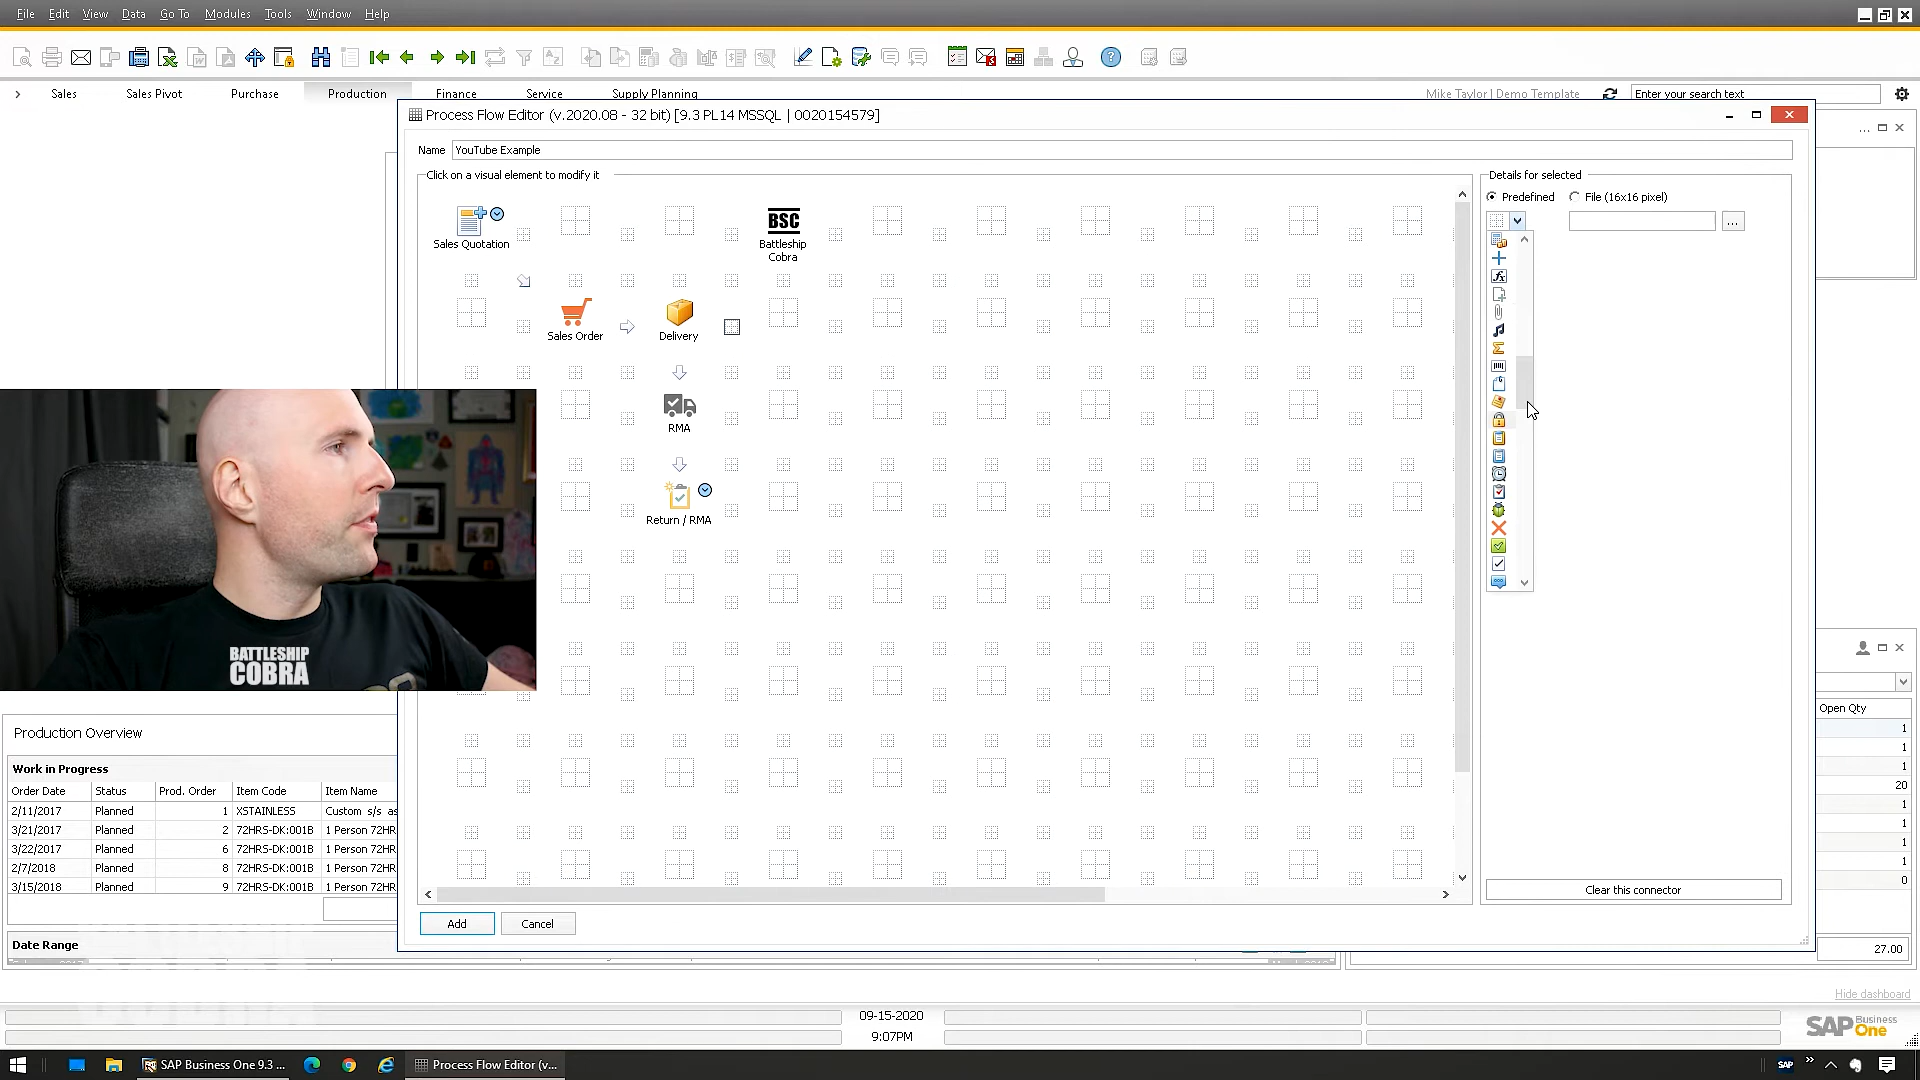 File Edit View Data Go To Modules Tools Window Help
Sales Sales Pivot Purchase Production Finance Service Supply Planning
Mike Taylor | Demo Template
Enter your search text
Process Flow Editor (v.2020.08 - 32 bit) [9.3 PL14 MSSQL | 0020154579]
Name YouTube Example
Click on a visual element to modify it
Details for selected
Predefined File (16x16 pixel)
...
BSC
Sales Quotation
Battleship
Cobra
Sales Order
Delivery
RMA
Return / RMA
BATTLESHIP
COBRA
Clear this connector
Add Cancel
Production Overview
Work in Progress
Order Date Status Prod. Order Item Code Item Name
2/11/2017 Planned 1 XSTAINLESS Custom s/s as
3/21/2017 Planned 2 72HRS-DK:001B 1 Person 72HR
3/22/2017 Planned 6 72HRS-DK:001B 1 Person 72HR
2/7/2018 Planned 8 72HRS-DK:001B 1 Person 72HR
3/15/2018 Planned 9 72HRS-DK:001B 1 Person 72HR
Date Range
Open Qty
1
1
1
20
1
1
1
1
0
27.00
Hide dashboard
09-15-2020
9:07PM
SAP Business One
SAP Business One 9.3 ...
Process Flow Editor (v...
SAP